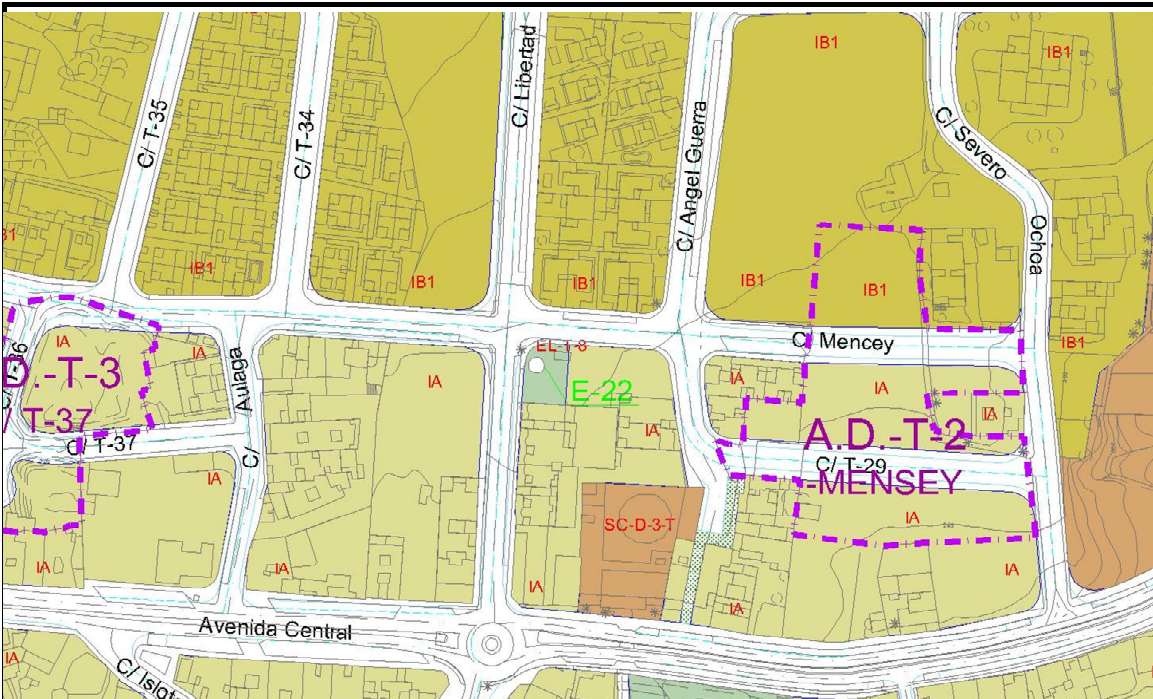 IB1
IB1
C/ T-35
C/ T-34
C/ Libertad
C/ Angel Guerra
C/ Severo
Ochoa
IB1
IB1
IB1
IB1
IB1
IB1
IB1
C/ Mencey
EL-1-8
E-22
IA
IA
IA
IA
IA
IA
D.-T-3
/ T-37
C/ T-36
Aulaga
C/
C/ T-37
IA
IA
A.D.-T-2
C/ T-29
-MENSEY
IA
IA
SC-D-3-T
IA
IA
IA
IA
IA
Avenida Central
IA
C/ Islot